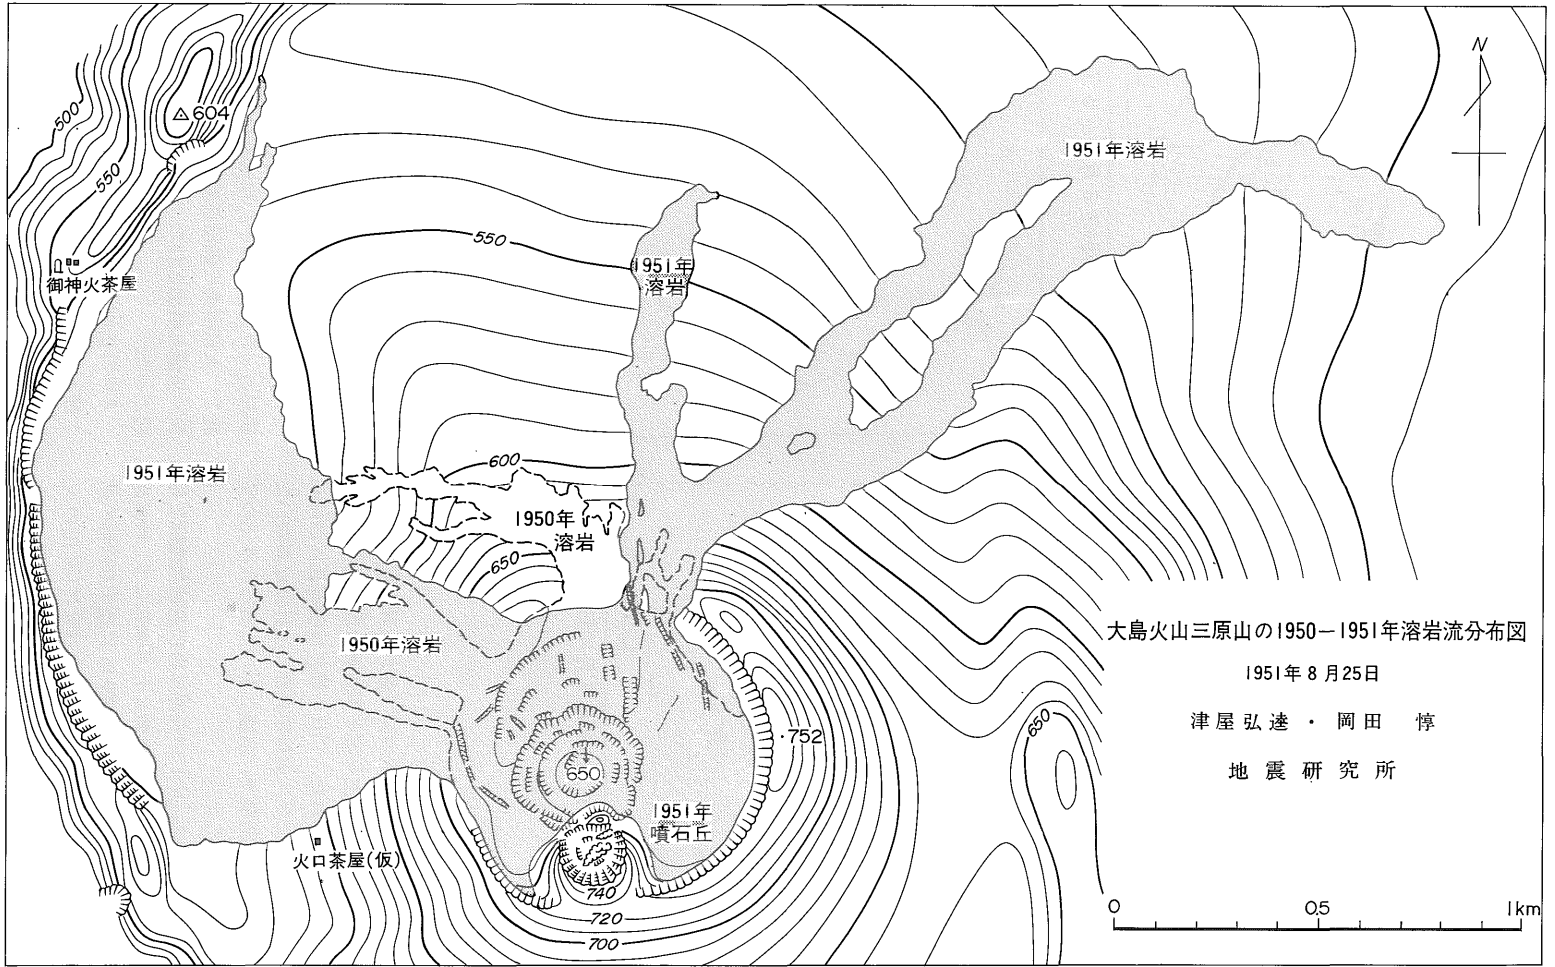 N
500
△604
550
御神火茶屋
550
1951年
溶岩
1951年溶岩
1951年溶岩
600
1950年
溶岩
650
1950年溶岩
650
1951年
噴石丘
・752
650
火口茶屋(仮)
740
720
700
大島火山三原山の1950—1951年溶岩流分布図
1951年8月25日
津屋弘逵・岡田 惇
地震研究所
0 0.5 1km